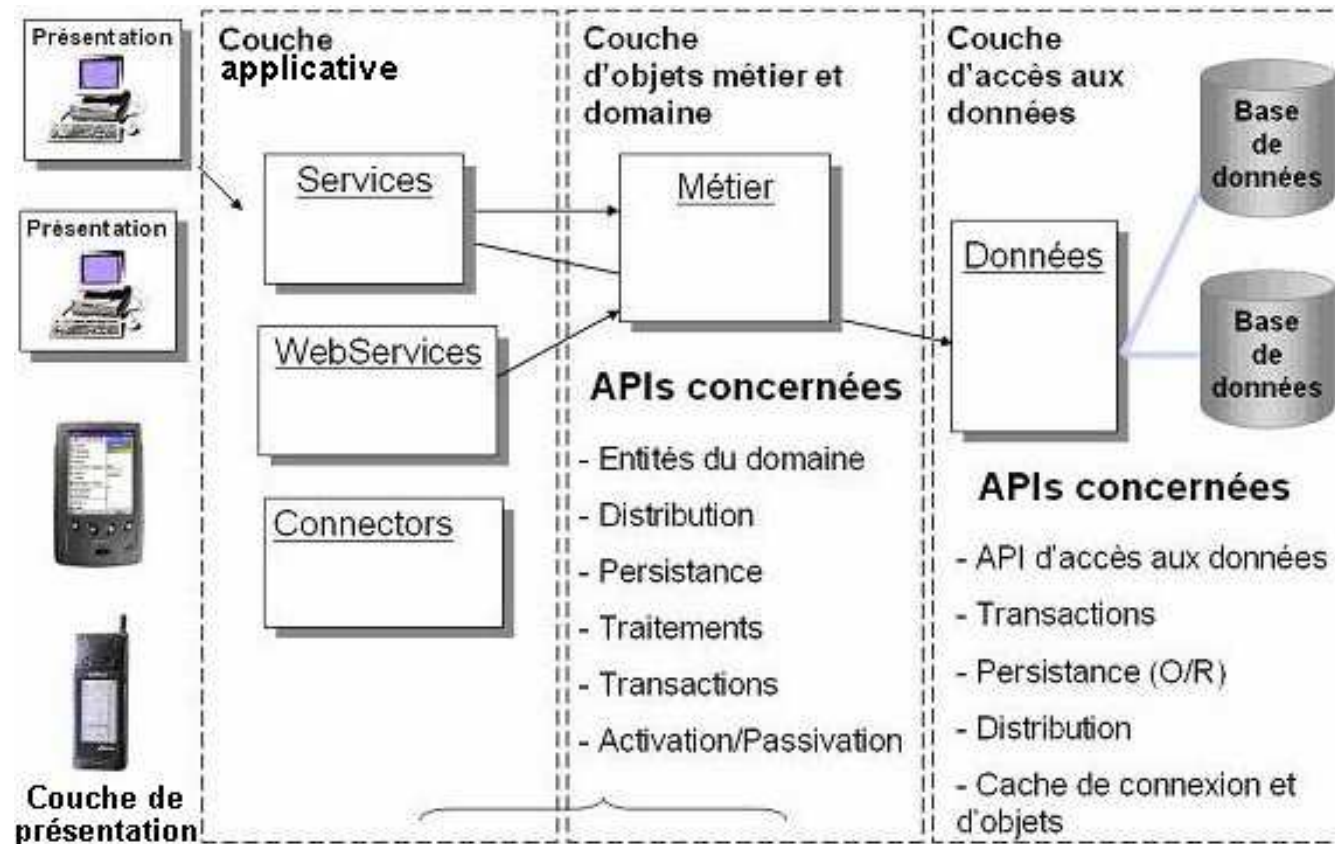 Présentation
Présentation
Couche de
présentation
Couche
applicative
Services
WebServices
Connectors
Couche
d'objets métier et
domaine
Métier
APIs concernées
- Entités du domaine
- Distribution
- Persistance
- Traitements
- Transactions
- Activation/Passivation
Couche
d'accès aux
données
Base
de
données
Données
Base
de
données
APIs concernées
- API d'accès aux données
- Transactions
- Persistance (O/R)
- Distribution
- Cache de connexion et
d'objets